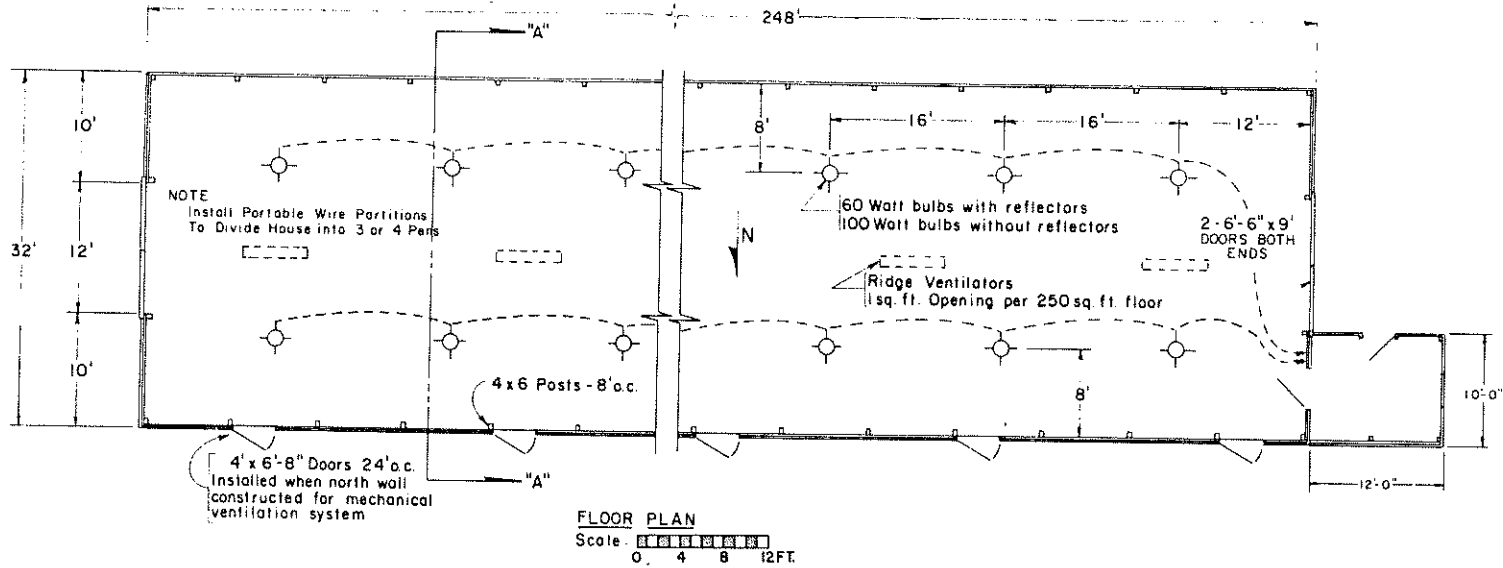 248'
"A"
10'
8'
16'
16'
12'
NOTE
Install Portable Wire Partitions
To Divide House into 3 or 4 Pens
60 Watt bulbs with reflectors
100 Watt bulbs without reflectors
2-6'-6" x 9'
DOORS BOTH
ENDS
32'
12'
N
Ridge Ventilators
1 sq. ft. Opening per 250 sq. ft. floor
10'
4 x 6 Posts - 8' o.c.
8'
10'-0"
4' x 6'-8" Doors 24' o.c.
Installed when north wall
constructed for mechanical
ventilation system
"A"
12'-0"
FLOOR PLAN
Scale.
0 4 8 12FT.